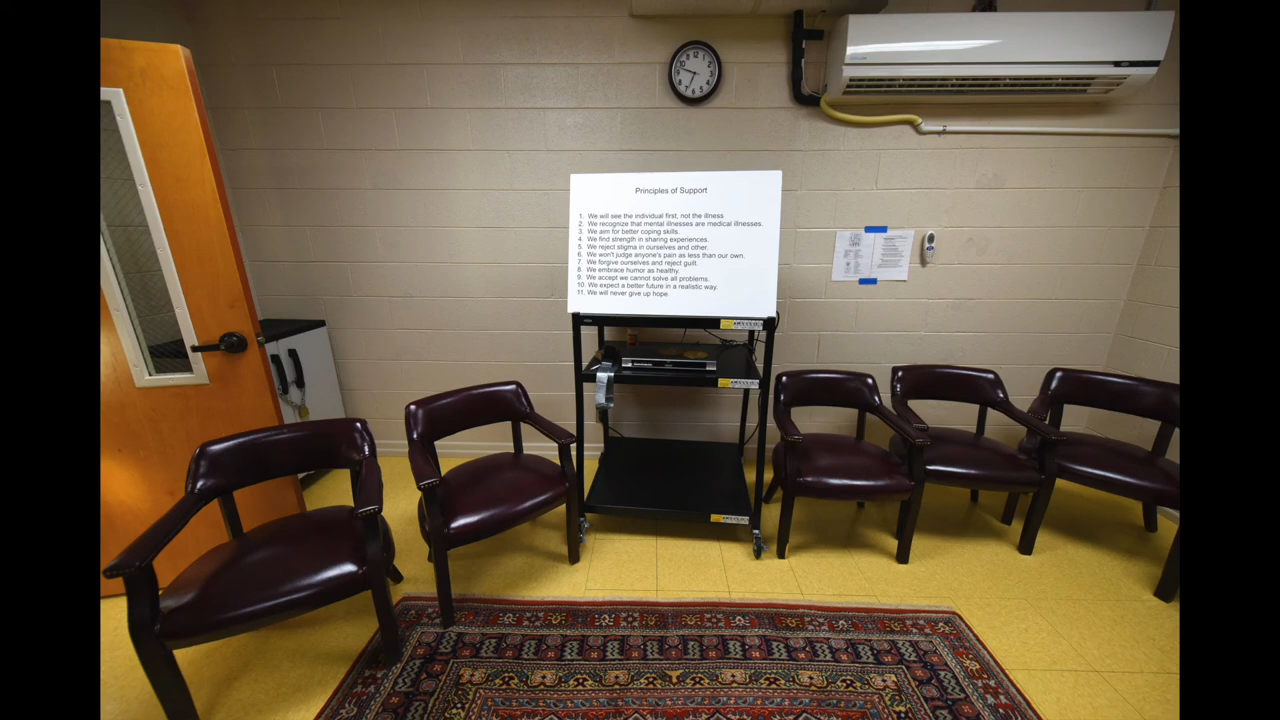 Principles of Support
1. We will see the individual first, not the illness
2. We recognize that mental illnesses are medical illnesses.
3. We aim for better coping skills.
4. We find strength in sharing experiences.
5. We reject stigma in ourselves and other.
6. We won't judge anyone's pain as less than our own.
7. We forgive ourselves and reject guilt.
8. We embrace humor as healthy.
9. We accept we cannot solve all problems.
10. We expect a better future in a realistic way.
11. We will never give up hope.